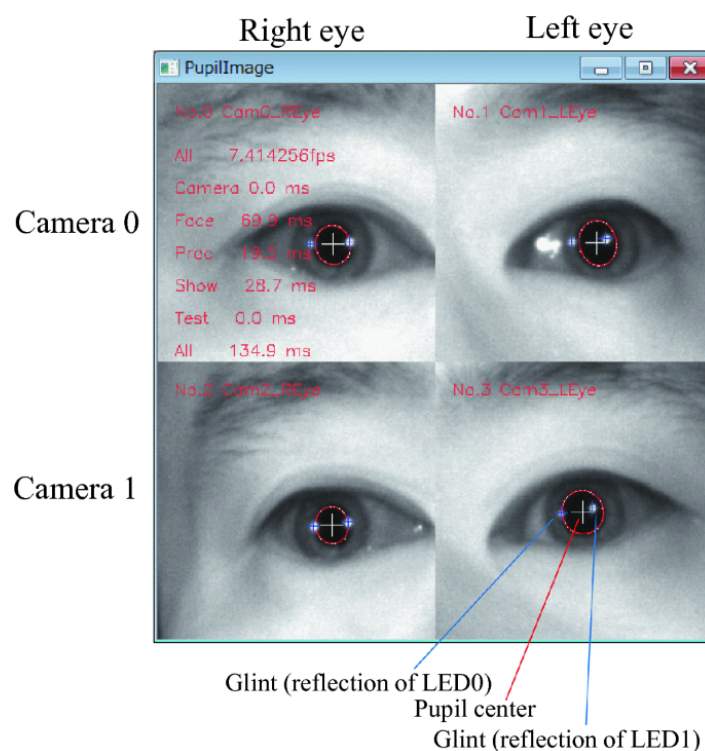 Right eye
Left eye
PupilImage
Camera 0
No.0 Cam0_REye
All 7.414256fps
Camera 0.0 ms
Face 69.9 ms
Proc 19.5 ms
Show 28.7 ms
Test 0.0 ms
All 134.9 ms
No.1 Cam1_LEye
Camera 1
No.2 Cam2_REye
No.3 Cam3_LEye
Glint (reflection of LED0)
Pupil center
Glint (reflection of LED1)